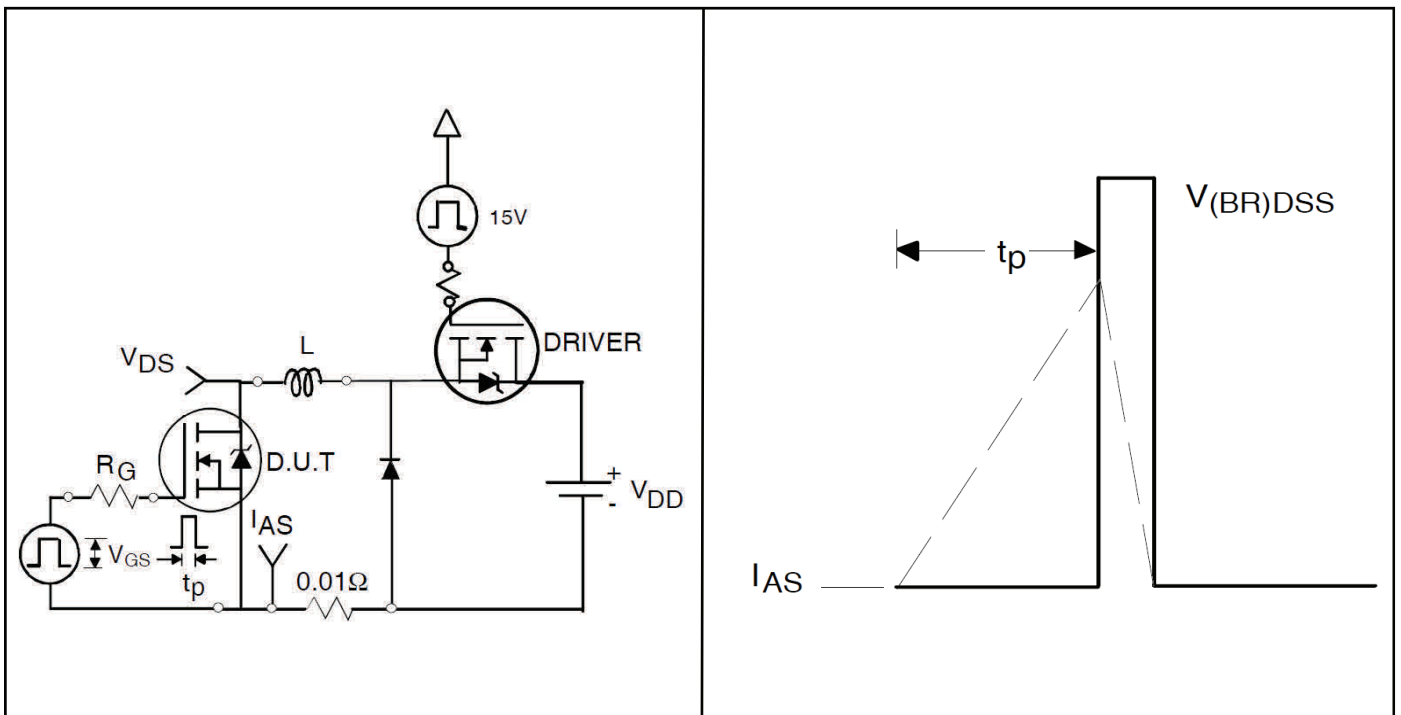 15V
DRIVER
L
VDS
D.U.T
RG
+
VDD
-
IAS
VGS
tp
0.01Ω
V(BR)DSS
tp
IAS